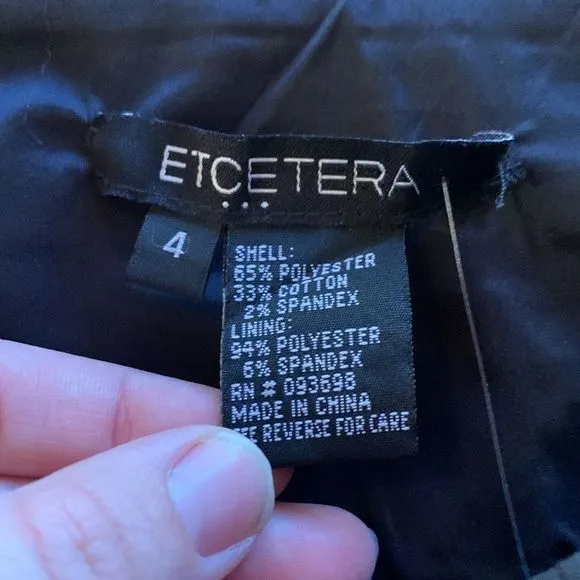 ETCETERA
4
SHELL:
65% POLYESTER
33% COTTON
2% SPANDEX
LINING:
94% POLYESTER
6% SPANDEX
RN # 093698
MADE IN CHINA
SEE REVERSE FOR CARE